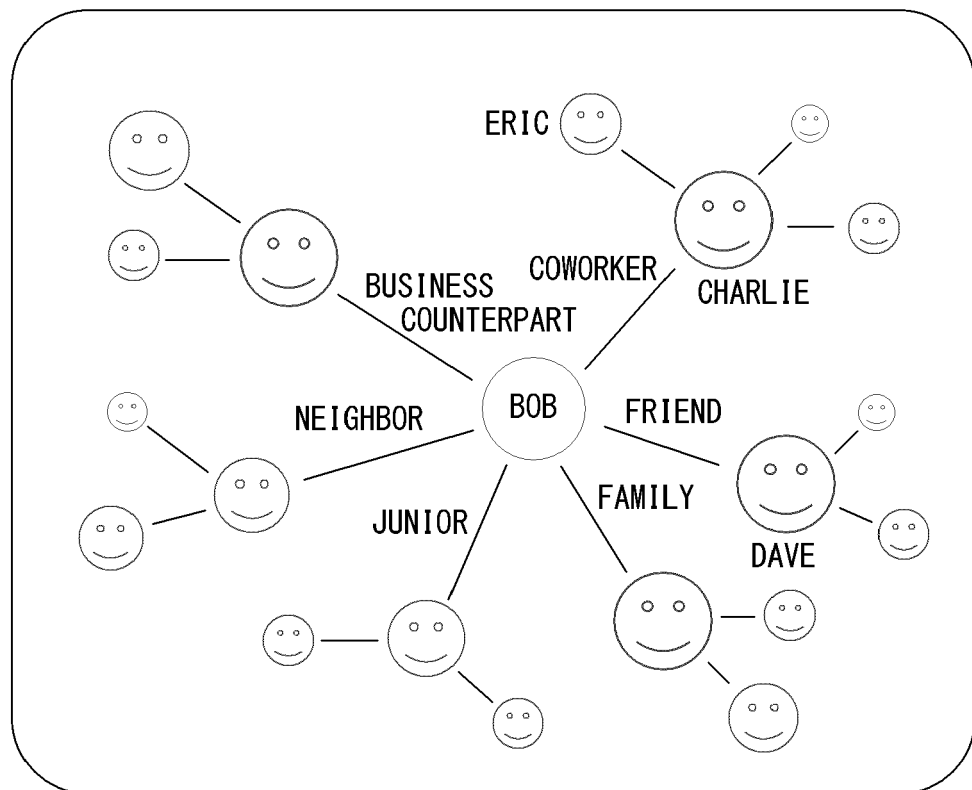 ERIC
COWORKER
CHARLIE
BUSINESS
COUNTERPART
BOB
NEIGHBOR
FRIEND
FAMILY
JUNIOR
DAVE